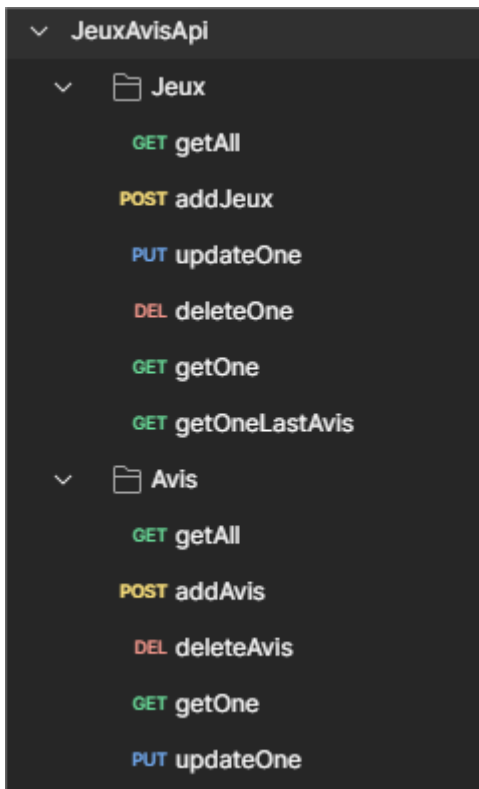 JeuxAvisApi
Jeux
GET getAll
POST addJeux
PUT updateOne
DEL deleteOne
GET getOne
GET getOneLastAvis
Avis
GET getAll
POST addAvis
DEL deleteAvis
GET getOne
PUT updateOne